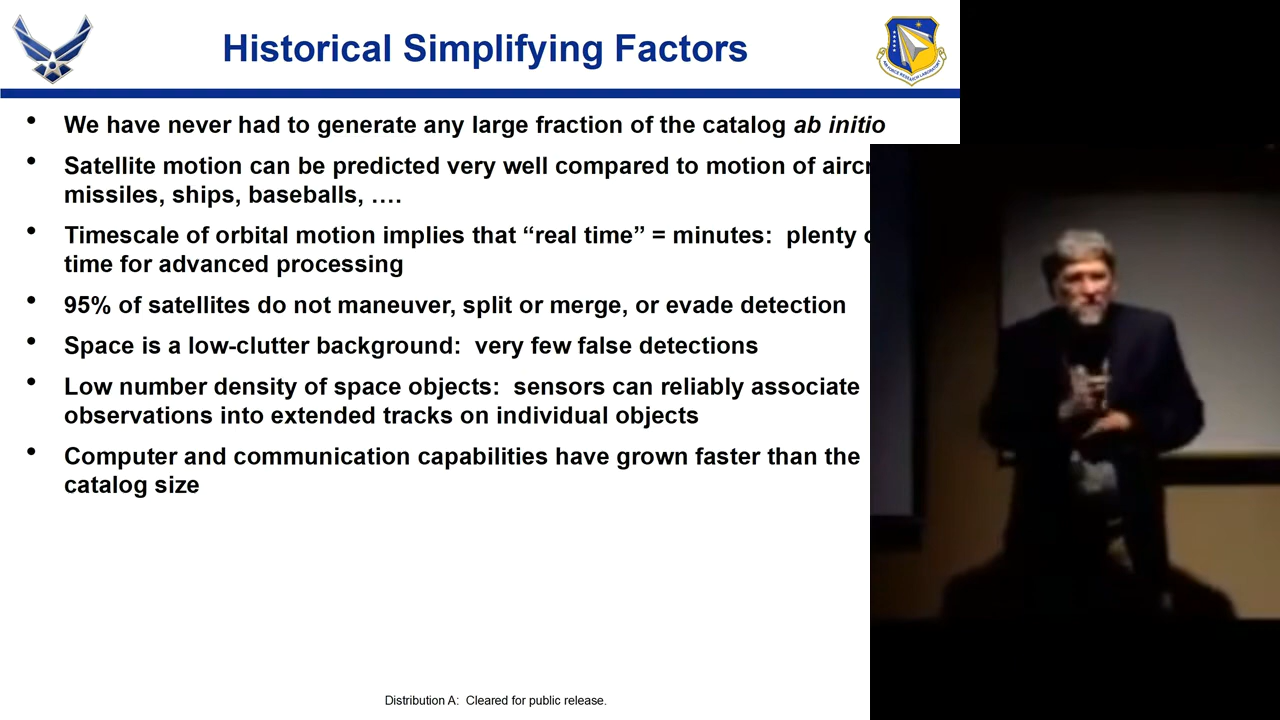 Historical Simplifying Factors
AIR FORCE RESEARCH LABORATORY
• We have never had to generate any large fraction of the catalog ab initio
• Satellite motion can be predicted very well compared to motion of
missiles, ships, baseballs, ….
• Timescale of orbital motion implies that “real time” = minutes:  plenty
time for advanced processing
• 95% of satellites do not maneuver, split or merge, or evade detection
• Space is a low-clutter background:  very few false detections
• Low number density of space objects:  sensors can reliably associate
observations into extended tracks on individual objects
• Computer and communication capabilities have grown faster than the
catalog size
Distribution A:  Cleared for public release.